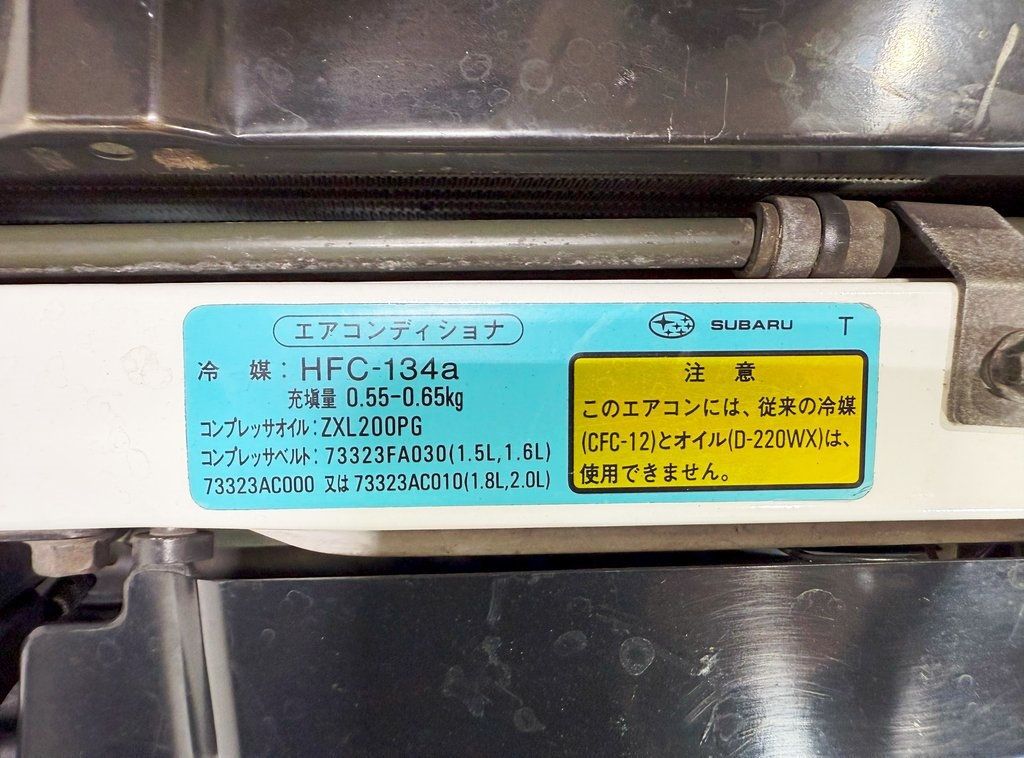 エアコンディショナ
冷 媒：HFC-134a
充塡量 0.55-0.65kg
コンプレッサオイル：ZXL200PG
コンプレッサベルト：73323FA030(1.5L,1.6L)
73323AC000 又は 73323AC010(1.8L,2.0L)
SUBARU T
注 意
このエアコンには、従来の冷媒
(CFC-12)とオイル(D-220WX)は、
使用できません。